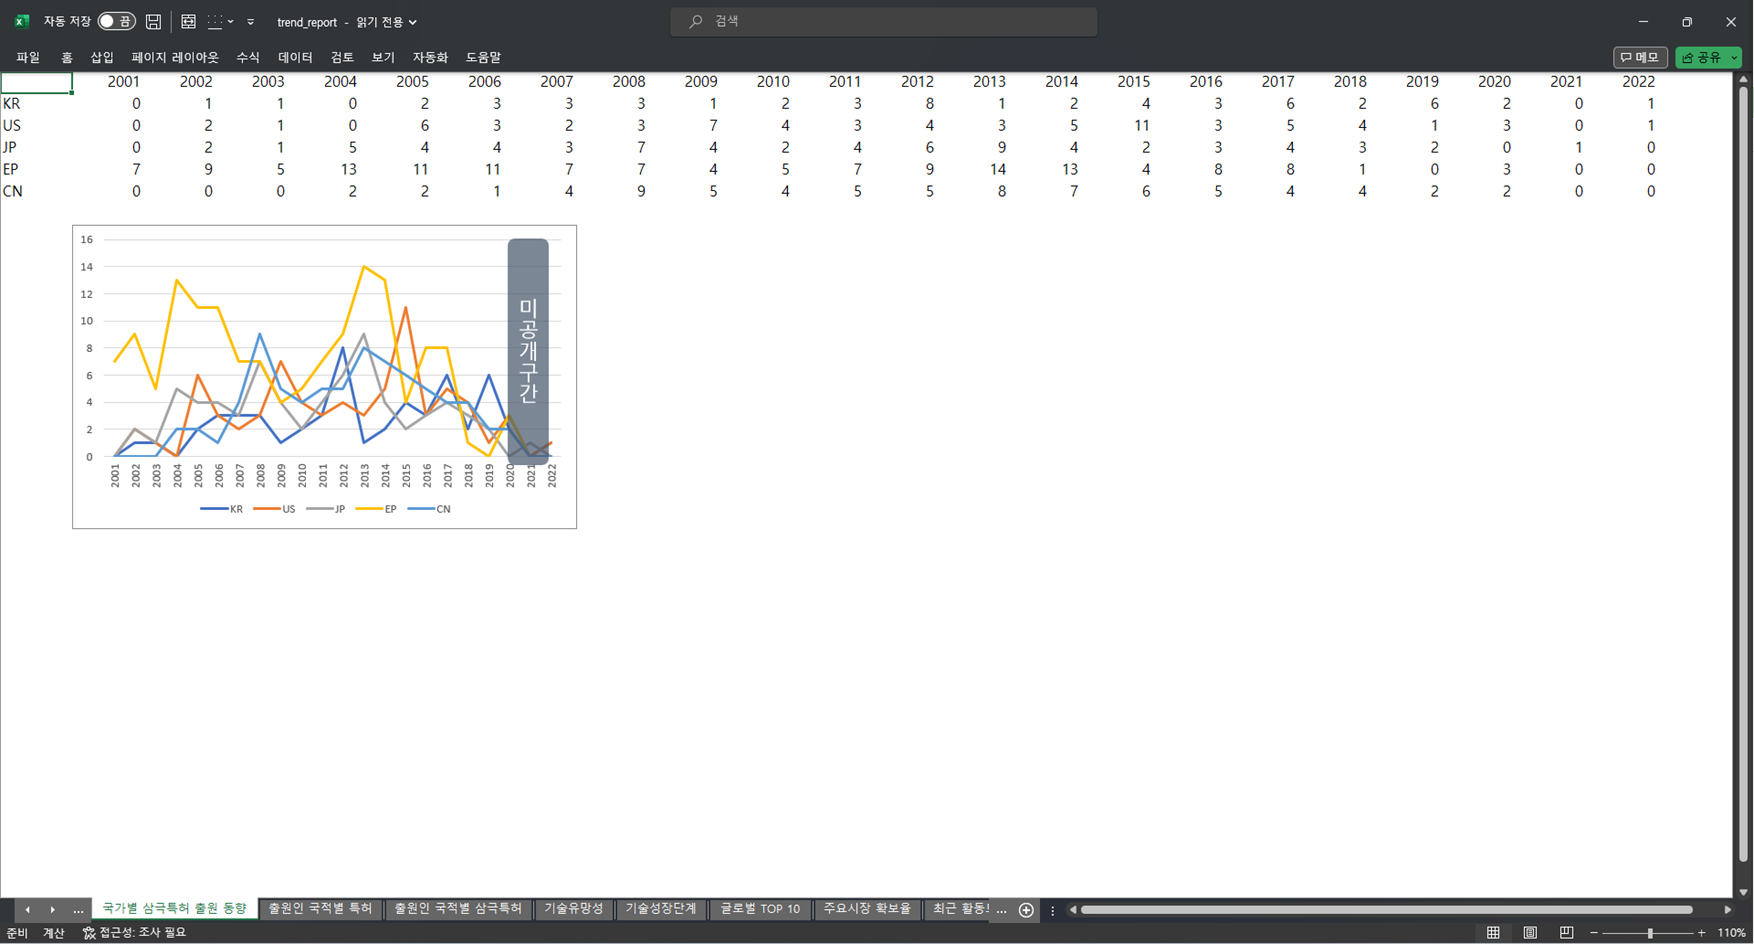 자동 저장 끔 trend_report - 읽기 전용 검색
파일 홈 삽입 페이지 레이아웃 수식 데이터 검토 보기 자동화 도움말 메모 공유
2001 2002 2003 2004 2005 2006 2007 2008 2009 2010 2011 2012 2013 2014 2015 2016 2017 2018 2019 2020 2021 2022
KR 0 1 1 0 2 3 3 3 1 2 3 8 1 2 4 3 6 2 6 2 0 1
US 0 2 1 0 6 3 2 3 7 4 3 4 3 5 11 3 5 4 1 3 0 1
JP 0 2 1 5 4 4 3 7 4 2 4 6 9 4 2 3 4 3 2 0 1 0
EP 7 9 5 13 11 11 7 7 4 5 7 9 14 13 4 8 8 1 0 3 0 0
CN 0 0 0 2 2 1 4 9 5 4 5 5 8 7 6 5 4 4 2 2 0 0
16
14
12
10
8
6
4
2
0
미공개구간
2001 2002 2003 2004 2005 2006 2007 2008 2009 2010 2011 2012 2013 2014 2015 2016 2017 2018 2019 2020 2021 2022
KR US JP EP CN
... 국가별 삼극특허 출원 동향 출원인 국적별 특허 출원인 국적별 삼극특허 기술유망성 기술성장단계 글로벌 TOP 10 주요시장 확보율 최근 활동 ...
준비 계산 접근성: 조사 필요 110%